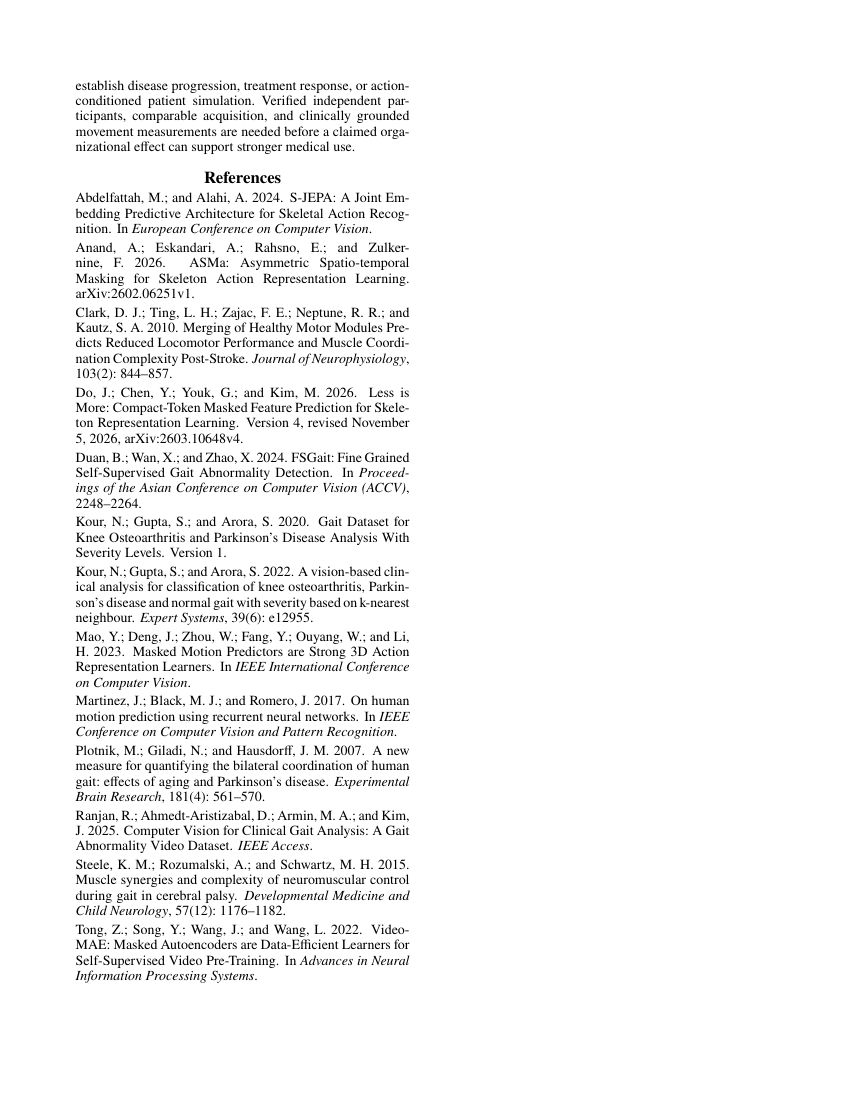 establish disease progression, treatment response, or action-
conditioned patient simulation. Verified independent par-
ticipants, comparable acquisition, and clinically grounded
movement measurements are needed before a claimed orga-
nizational effect can support stronger medical use.
References
Abdelfattah, M.; and Alahi, A. 2024. S-JEPA: A Joint Em-
bedding Predictive Architecture for Skeletal Action Recog-
nition. In European Conference on Computer Vision.
Anand, A.; Eskandari, A.; Rahsno, E.; and Zulker-
nine, F. 2026. ASMa: Asymmetric Spatio-temporal
Masking for Skeleton Action Representation Learning.
arXiv:2602.06251v1.
Clark, D. J.; Ting, L. H.; Zajac, F. E.; Neptune, R. R.; and
Kautz, S. A. 2010. Merging of Healthy Motor Modules Pre-
dicts Reduced Locomotor Performance and Muscle Coordi-
nation Complexity Post-Stroke. Journal of Neurophysiology,
103(2): 844–857.
Do, J.; Chen, Y.; Youk, G.; and Kim, M. 2026. Less is
More: Compact-Token Masked Feature Prediction for Skele-
ton Representation Learning. Version 4, revised November
5, 2026, arXiv:2603.10648v4.
Duan, B.; Wan, X.; and Zhao, X. 2024. FSGait: Fine Grained
Self-Supervised Gait Abnormality Detection. In Proceed-
ings of the Asian Conference on Computer Vision (ACCV),
2248–2264.
Kour, N.; Gupta, S.; and Arora, S. 2020. Gait Dataset for
Knee Osteoarthritis and Parkinson's Disease Analysis With
Severity Levels. Version 1.
Kour, N.; Gupta, S.; and Arora, S. 2022. A vision-based clin-
ical analysis for classification of knee osteoarthritis, Parkin-
son's disease and normal gait with severity based on k-nearest
neighbour. Expert Systems, 39(6): e12955.
Mao, Y.; Deng, J.; Zhou, W.; Fang, Y.; Ouyang, W.; and Li,
H. 2023. Masked Motion Predictors are Strong 3D Action
Representation Learners. In IEEE International Conference
on Computer Vision.
Martinez, J.; Black, M. J.; and Romero, J. 2017. On human
motion prediction using recurrent neural networks. In IEEE
Conference on Computer Vision and Pattern Recognition.
Plotnik, M.; Giladi, N.; and Hausdorff, J. M. 2007. A new
measure for quantifying the bilateral coordination of human
gait: effects of aging and Parkinson's disease. Experimental
Brain Research, 181(4): 561–570.
Ranjan, R.; Ahmedt-Aristizabal, D.; Armin, M. A.; and Kim,
J. 2025. Computer Vision for Clinical Gait Analysis: A Gait
Abnormality Video Dataset. IEEE Access.
Steele, K. M.; Rozumalski, A.; and Schwartz, M. H. 2015.
Muscle synergies and complexity of neuromuscular control
during gait in cerebral palsy. Developmental Medicine and
Child Neurology, 57(12): 1176–1182.
Tong, Z.; Song, Y.; Wang, J.; and Wang, L. 2022. Video-
MAE: Masked Autoencoders are Data-Efficient Learners for
Self-Supervised Video Pre-Training. In Advances in Neural
Information Processing Systems.